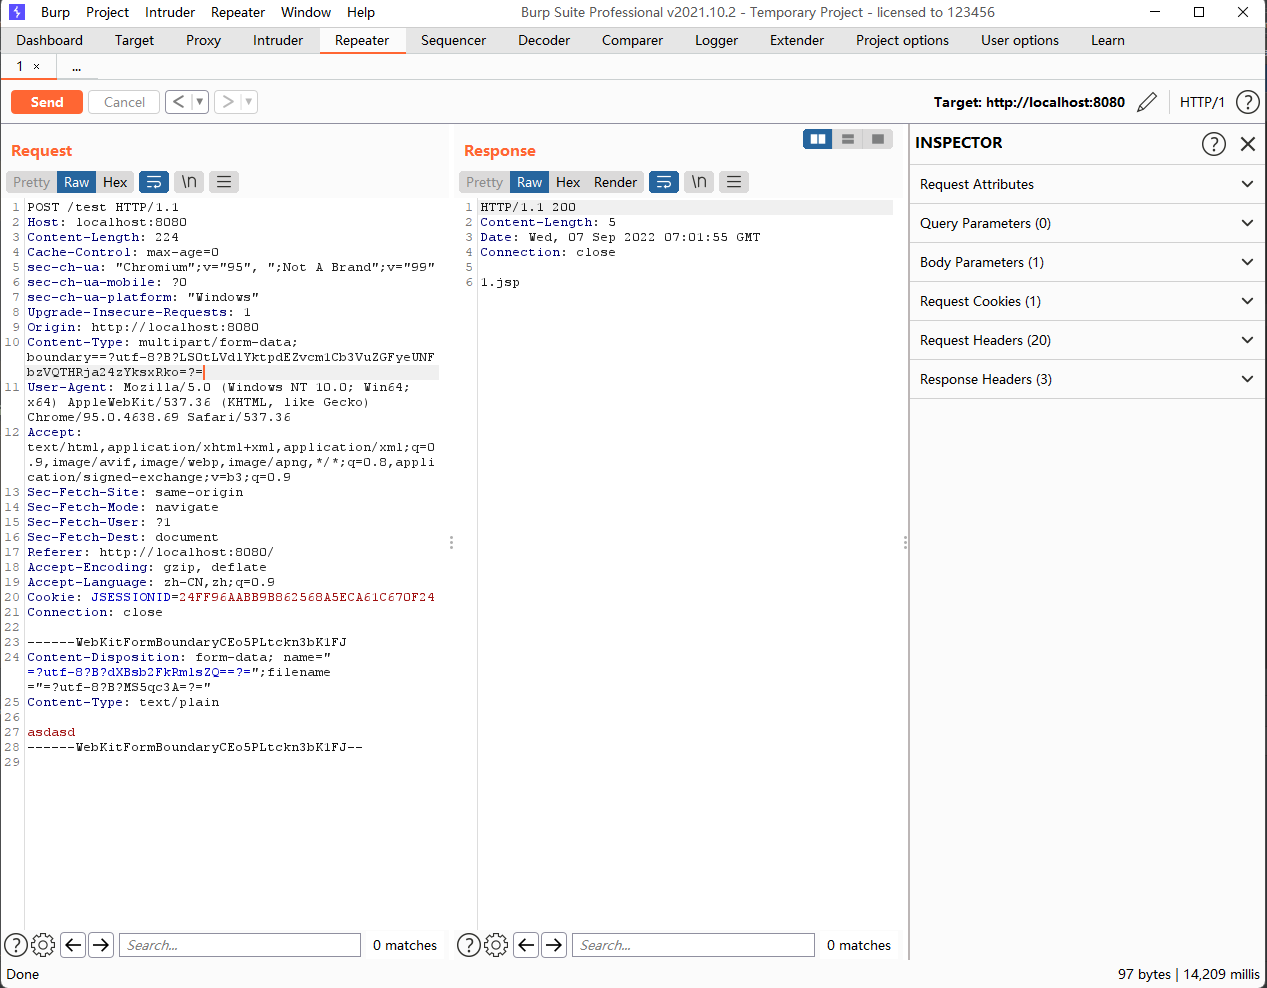 Burp Project Intruder Repeater Window Help
Burp Suite Professional v2021.10.2 - Temporary Project - licensed to 123456
Dashboard Target Proxy Intruder Repeater Sequencer Decoder Comparer Logger Extender Project options User options Learn
1 × ...
Send Cancel < > Target: http://localhost:8080 HTTP/1 ?
Request
Pretty Raw Hex \n
1 POST /test HTTP/1.1
2 Host: localhost:8080
3 Content-Length: 224
4 Cache-Control: max-age=0
5 sec-ch-ua: "Chromium";v="95", ";Not A Brand";v="99"
6 sec-ch-ua-mobile: ?0
7 sec-ch-ua-platform: "Windows"
8 Upgrade-Insecure-Requests: 1
9 Origin: http://localhost:8080
10 Content-Type: multipart/form-data;
boundary==?utf-8?B?LS0tLVdlYktpdEZvcm1Cb3VuZGFyeUNF
bzVQTHRja24zYksxRko=?=
11 User-Agent: Mozilla/5.0 (Windows NT 10.0; Win64;
x64) AppleWebKit/537.36 (KHTML, like Gecko)
Chrome/95.0.4638.69 Safari/537.36
12 Accept:
text/html,application/xhtml+xml,application/xml;q=0
.9,image/avif,image/webp,image/apng,*/*;q=0.8,appli
cation/signed-exchange;v=b3;q=0.9
13 Sec-Fetch-Site: same-origin
14 Sec-Fetch-Mode: navigate
15 Sec-Fetch-User: ?1
16 Sec-Fetch-Dest: document
17 Referer: http://localhost:8080/
18 Accept-Encoding: gzip, deflate
19 Accept-Language: zh-CN,zh;q=0.9
20 Cookie: JSESSIONID=24FF96AABB9B862568A5ECA61C670F24
21 Connection: close
22
23 ------WebKitFormBoundaryCEo5PLtckn3bK1FJ
24 Content-Disposition: form-data; name="
=?utf-8?B?dXBsb2FkRmlsZQ==?=";filename
="=?utf-8?B?MS5qc3A=?="
25 Content-Type: text/plain
26
27 asdasd
28 ------WebKitFormBoundaryCEo5PLtckn3bK1FJ--
29
? Search... 0 matches
Response
Pretty Raw Hex Render \n
1 HTTP/1.1 200
2 Content-Length: 5
3 Date: Wed, 07 Sep 2022 07:01:55 GMT
4 Connection: close
5
6 1.jsp
? Search... 0 matches
INSPECTOR ?
Request Attributes
Query Parameters (0)
Body Parameters (1)
Request Cookies (1)
Request Headers (20)
Response Headers (3)
Done
97 bytes | 14,209 millis